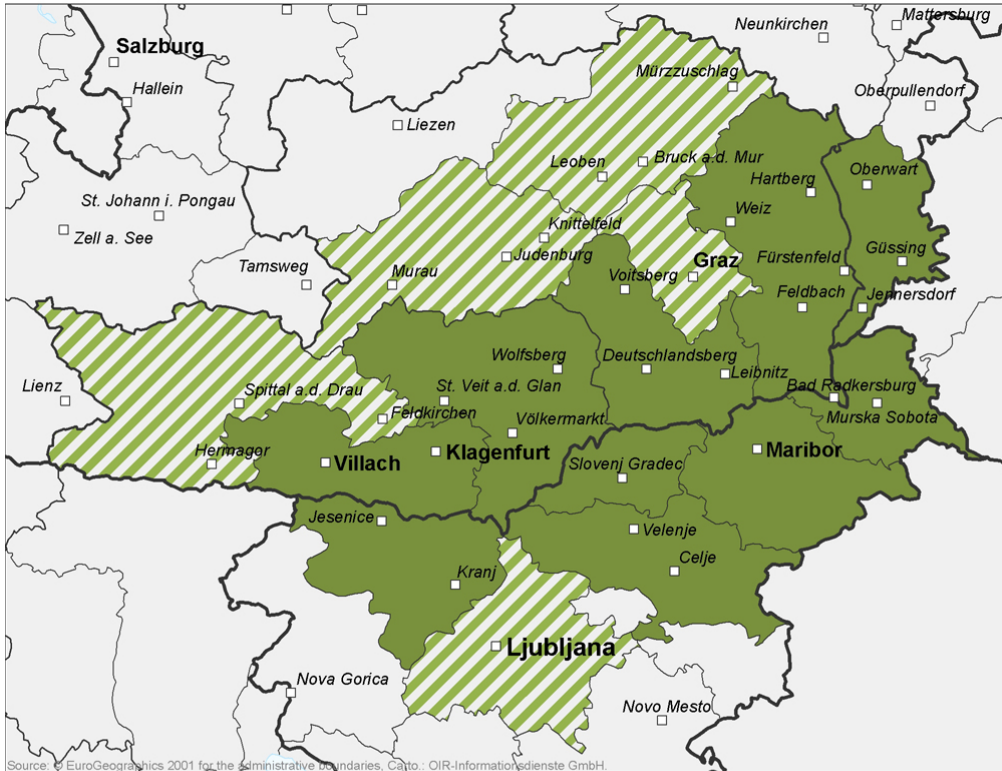 Neunkirchen
Mattersburg
Salzburg
Hallein
Mürzzuschlag
Oberpullendorf
Liezen
Leoben
Bruck a.d. Mur
Hartberg
Oberwart
St. Johann i. Pongau
Zell a. See
Weiz
Knittelfeld
Judenburg
Tamsweg
Murau
Voitsberg
Graz
Fürstenfeld
Güssing
Feldbach
Jennersdorf
Wolfsberg
Deutschlandsberg
Leibnitz
Lienz
Spittal a.d. Drau
St. Veit a.d. Glan
Bad Radkersburg
Murska Sobota
Feldkirchen
Völkermarkt
Hermagor
Villach
Klagenfurt
Slovenj Gradec
Maribor
Jesenice
Velenje
Celje
Kranj
Ljubljana
Nova Gorica
Novo Mesto
Source: © EuroGeographics 2001 for the administrative boundaries, Carto.: OIR-Informationsdienste GmbH.